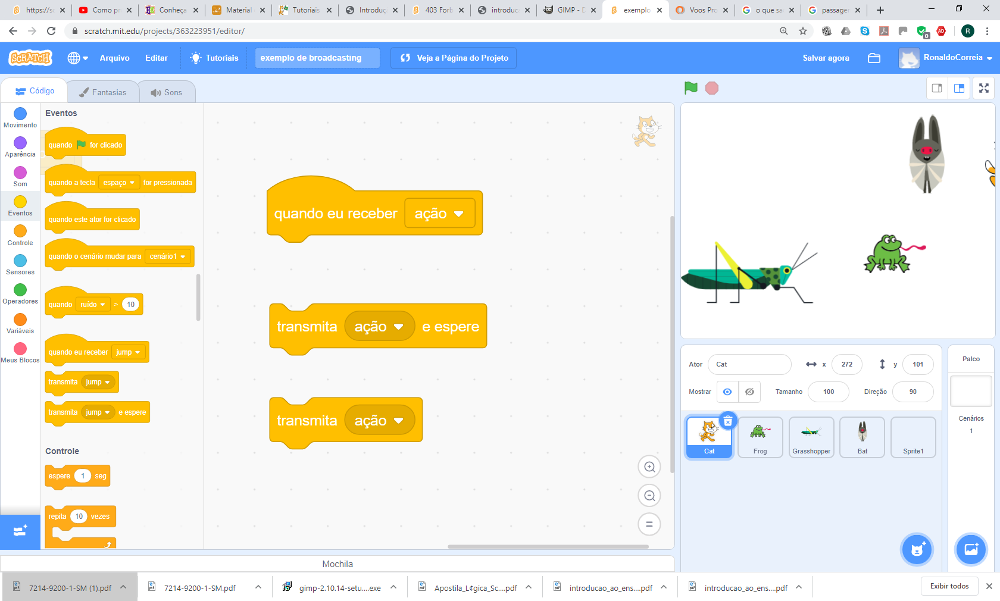 https://sc
Como pr
Conheça
Material
Tutoriais
Introduç
403 Forb
introduca
GIMP - D
exemplo
Voos Pro
o que sa
passage
scratch.mit.edu/projects/363223951/editor/
0
AD
R
SCRATCH
Arquivo
Editar
Tutoriais
exemplo de broadcasting
Veja a Página do Projeto
Salvar agora
RonaldoCorreia
Código
Fantasias
Sons
Movimento
Aparência
Som
Eventos
Controle
Sensores
Operadores
Variáveis
Meus Blocos
Eventos
quando for clicado
quando a tecla espaço for pressionada
quando este ator for clicado
quando o cenário mudar para cenário1
quando ruído > 10
quando eu receber jump
transmita jump
transmita jump e espere
Controle
espere 1 seg
repita 10 vezes
quando eu receber ação
transmita ação e espere
transmita ação
Ator Cat x 272 y 101
Mostrar Tamanho 100 Direção 90
Cat
Frog
Grasshopper
Bat
Sprite1
Palco
Cenários
1
Mochila
7214-9200-1-SM (1).pdf
7214-9200-1-SM.pdf
gimp-2.10.14-setu....exe
Apostila_L¢gica_Sc....pdf
introducao_ao_ens....pdf
introducao_ao_ens....pdf
Exibir todos